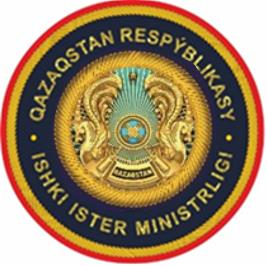 QAZAQSTAN RESPÝBLIKASY
ISHKI ISTER MINISTRLIGI
QAZAQSTAN